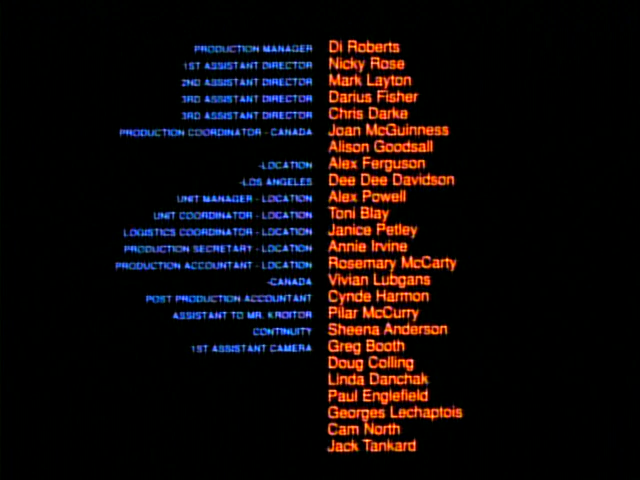 PRODUCTION MANAGER Di Roberts
1ST ASSISTANT DIRECTOR Nicky Rose
2ND ASSISTANT DIRECTOR Mark Layton
3RD ASSISTANT DIRECTOR Darius Fisher
3RD ASSISTANT DIRECTOR Chris Darke
PRODUCTION COORDINATOR - CANADA Joan McGuinness
Alison Goodsall
-LOCATION Alex Ferguson
-LOS ANGELES Dee Dee Davidson
UNIT MANAGER - LOCATION Alex Powell
UNIT COORDINATOR - LOCATION Toni Blay
LOGISTICS COORDINATOR - LOCATION Janice Petley
PRODUCTION SECRETARY - LOCATION Annie Irvine
PRODUCTION ACCOUNTANT - LOCATION Rosemary McCarty
-CANADA Vivian Lubgans
POST PRODUCTION ACCOUNTANT Cynde Harmon
ASSISTANT TO MR. KROITOR Pilar McCurry
CONTINUITY Sheena Anderson
1ST ASSISTANT CAMERA Greg Booth
Doug Colling
Linda Danchak
Paul Englefield
Georges Lechaptois
Cam North
Jack Tankard